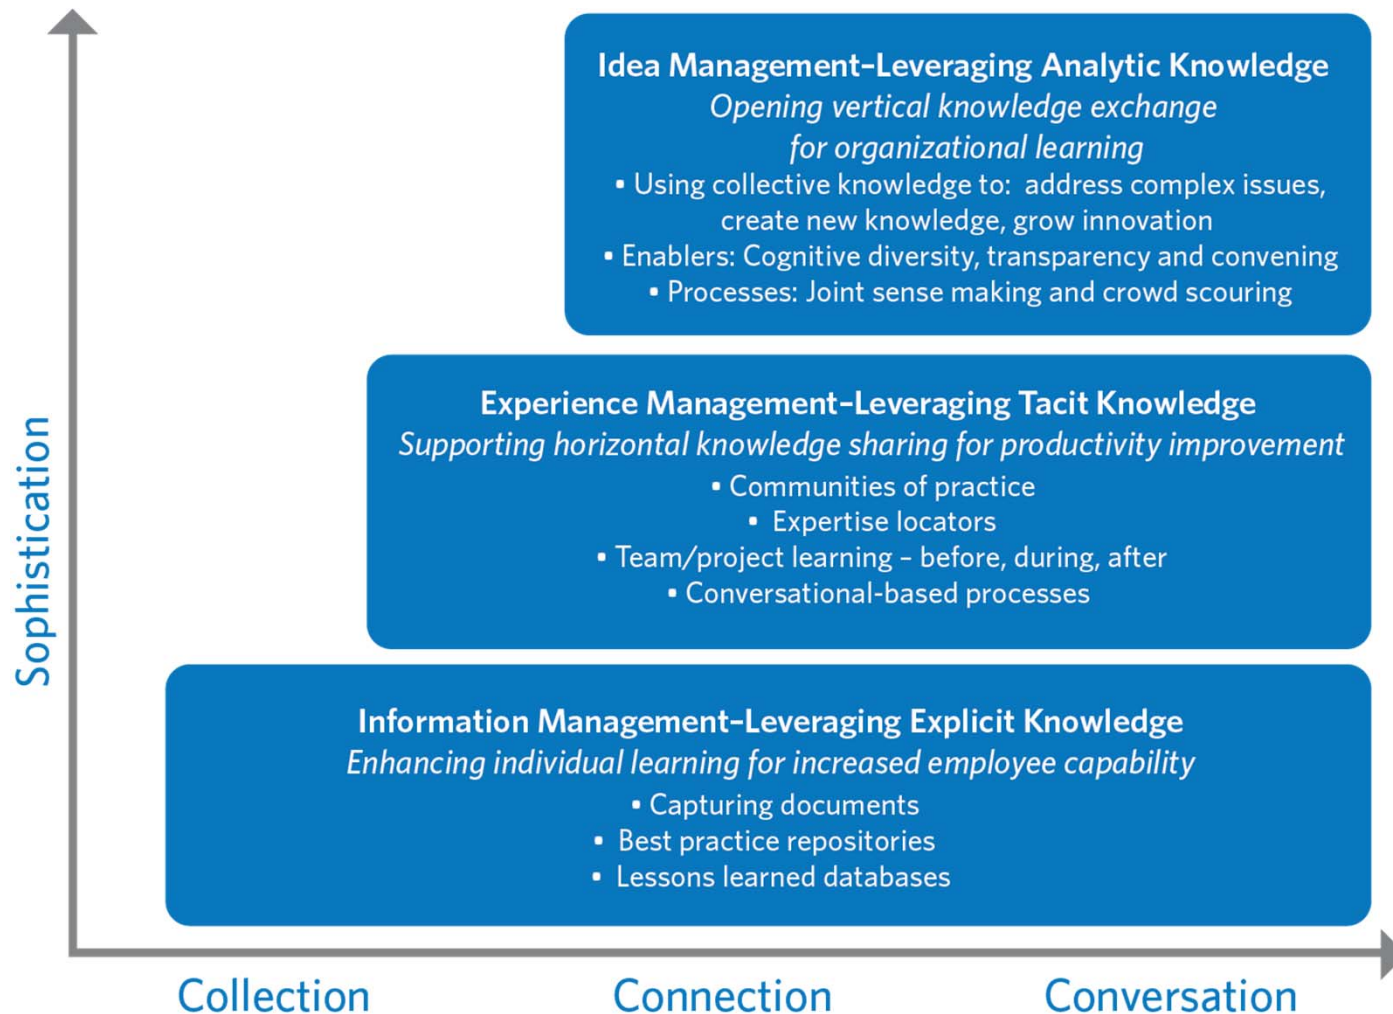 Idea Management–Leveraging Analytic Knowledge
Opening vertical knowledge exchange
for organizational learning
▪ Using collective knowledge to:  address complex issues,
create new knowledge, grow innovation
▪ Enablers: Cognitive diversity, transparency and convening
▪ Processes: Joint sense making and crowd scouring
Experience Management–Leveraging Tacit Knowledge
Supporting horizontal knowledge sharing for productivity improvement
▪ Communities of practice
▪ Expertise locators
▪ Team/project learning – before, during, after
▪ Conversational-based processes
Information Management–Leveraging Explicit Knowledge
Enhancing individual learning for increased employee capability
▪ Capturing documents
▪ Best practice repositories
▪ Lessons learned databases
Sophistication
Collection
Connection
Conversation